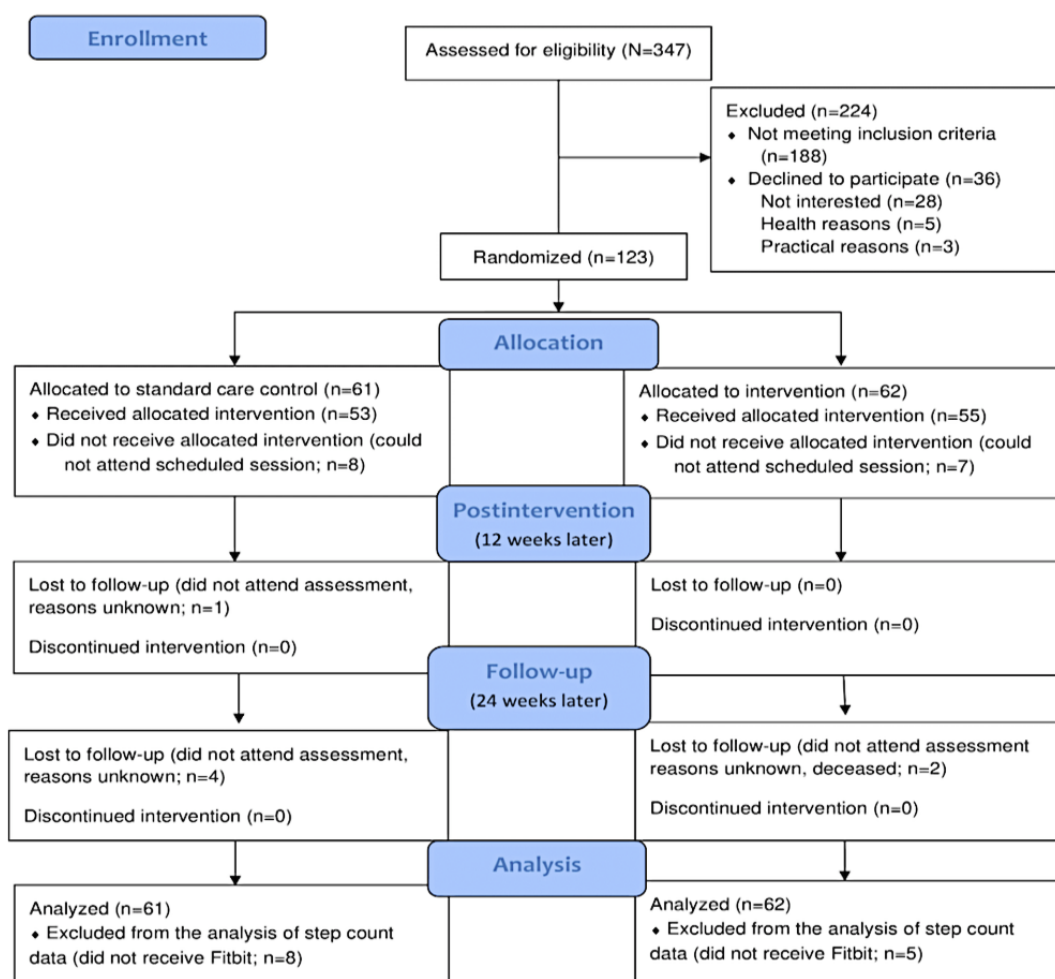 Enrollment
Assessed for eligibility (N=347)
Excluded (n=224)
⬥ Not meeting inclusion criteria
(n=188)
⬥ Declined to participate (n=36)
Not interested (n=28)
Health reasons (n=5)
Practical reasons (n=3)
Randomized (n=123)
Allocation
Allocated to standard care control (n=61)
⬥ Received allocated intervention (n=53)
⬥ Did not receive allocated intervention (could
not attend scheduled session; n=8)
Allocated to intervention (n=62)
⬥ Received allocated intervention (n=55)
⬥ Did not receive allocated intervention (could
not attend scheduled session; n=7)
Postintervention
(12 weeks later)
Lost to follow-up (did not attend assessment,
reasons unknown; n=1)
Discontinued intervention (n=0)
Lost to follow-up (n=0)
Discontinued intervention (n=0)
Follow-up
(24 weeks later)
Lost to follow-up (did not attend assessment,
reasons unknown; n=4)
Discontinued intervention (n=0)
Lost to follow-up (did not attend assessment
reasons unknown, deceased; n=2)
Discontinued intervention (n=0)
Analysis
Analyzed (n=61)
⬥ Excluded from the analysis of step count
data (did not receive Fitbit; n=8)
Analyzed (n=62)
⬥ Excluded from the analysis of step count
data (did not receive Fitbit; n=5)